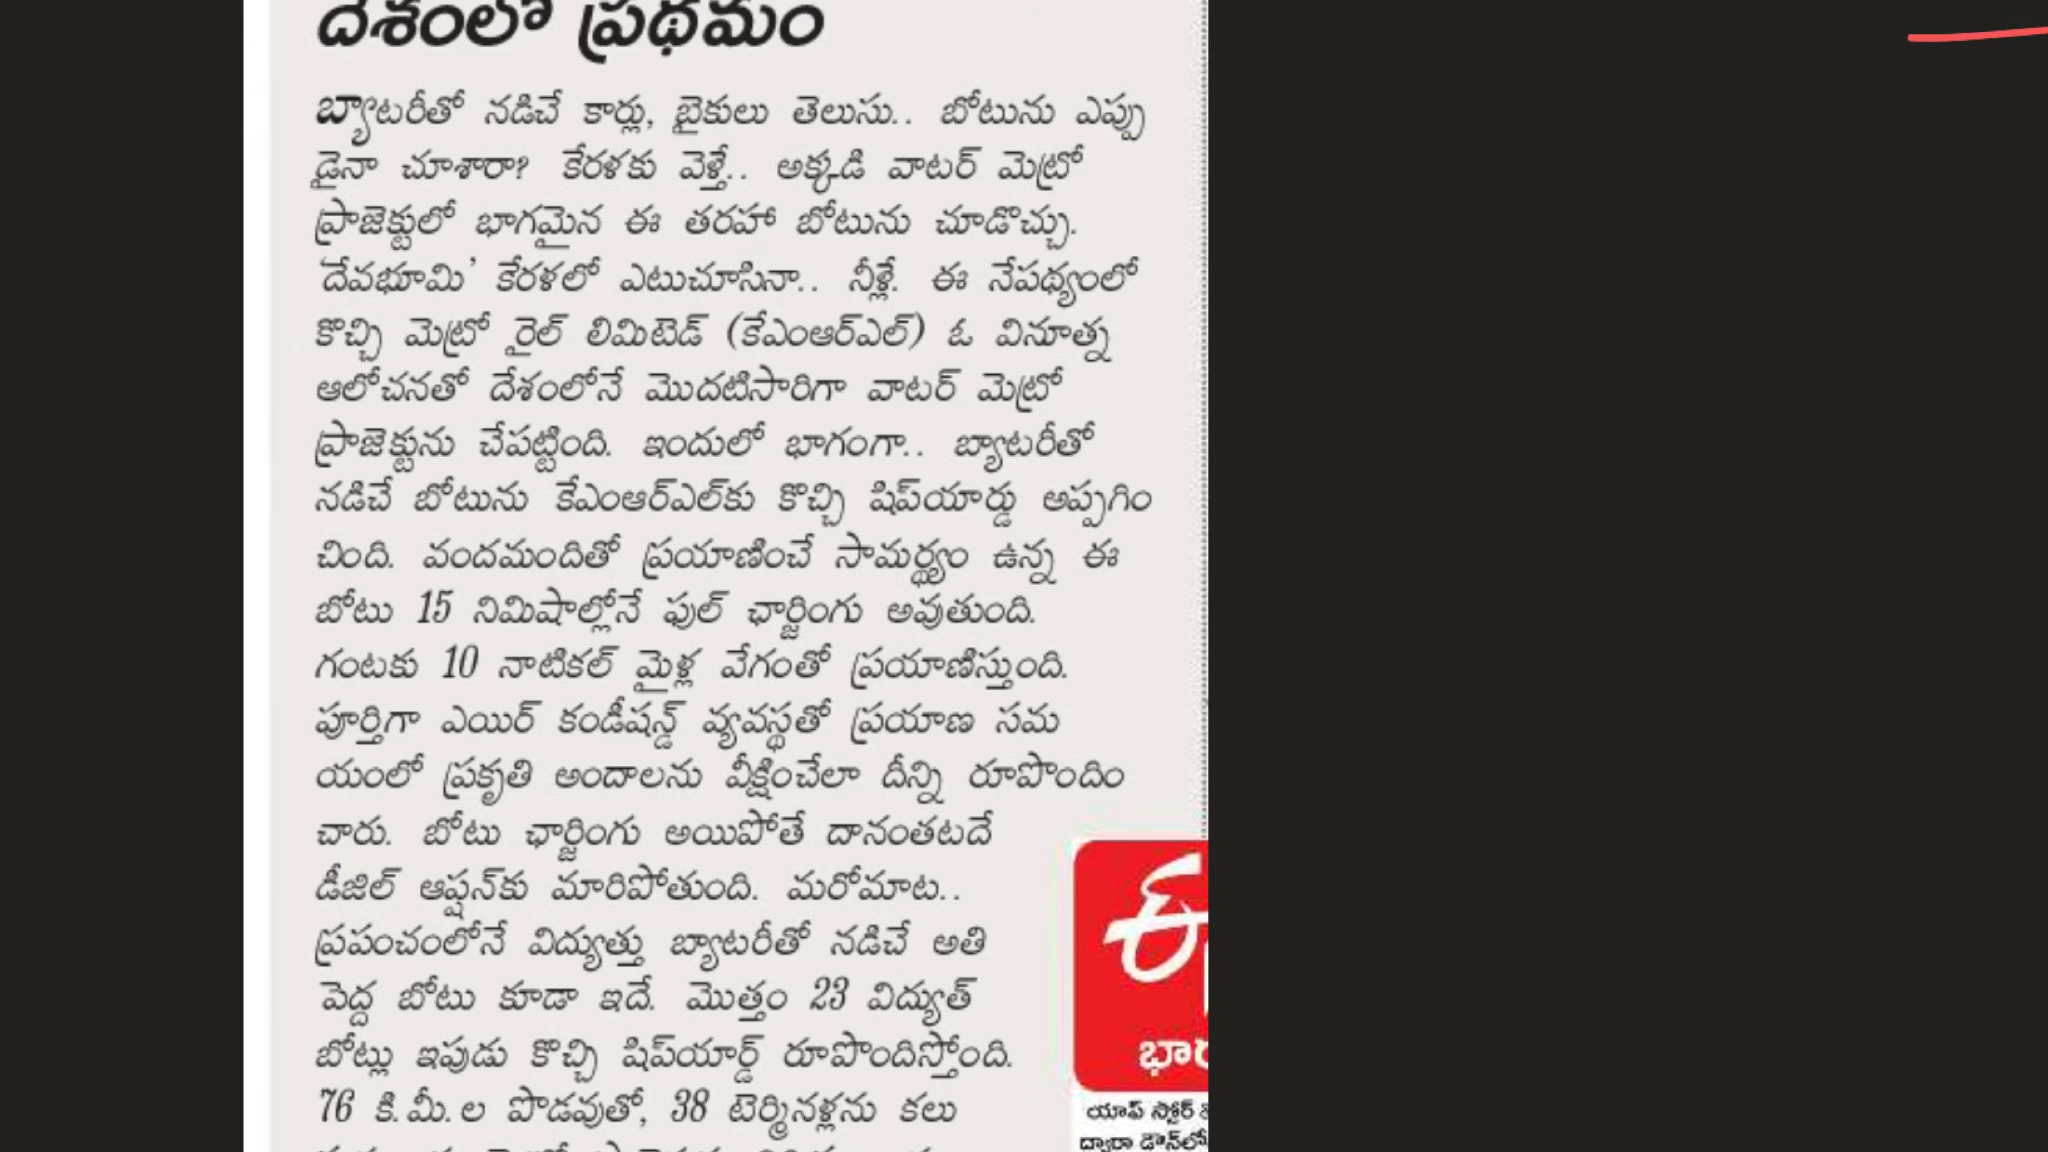 దేశంలో ప్రథమం
బ్యాటరీతో నడిచే కార్లు, బైకులు తెలుసు.. బోటును ఎప్పు
డైనా చూశారా? కేరళకు వెళ్తే.. అక్కడి వాటర్ మెట్రో
ప్రాజెక్టులో భాగమైన ఈ తరహా బోటును చూడొచ్చు.
‘దేవభూమి’ కేరళలో ఎటుచూసినా.. నీళ్లే. ఈ నేపథ్యంలో
కొచ్చి మెట్రో రైల్ లిమిటెడ్ (కేఎంఆర్ఎల్) ఓ వినూత్న
ఆలోచనతో దేశంలోనే మొదటిసారిగా వాటర్ మెట్రో
ప్రాజెక్టును చేపట్టింది. ఇందులో భాగంగా.. బ్యాటరీతో
నడిచే బోటును కేఎంఆర్ఎల్‌కు కొచ్చి షిప్‌యార్డు అప్పగిం
చింది. వందమందితో ప్రయాణించే సామర్థ్యం ఉన్న ఈ
బోటు 15 నిమిషాల్లోనే ఫుల్ ఛార్జింగు అవుతుంది.
గంటకు 10 నాటికల్ మైళ్ల వేగంతో ప్రయాణిస్తుంది.
పూర్తిగా ఎయిర్ కండీషన్డ్ వ్యవస్థతో ప్రయాణ సమ
యంలో ప్రకృతి అందాలను వీక్షించేలా దీన్ని రూపొందిం
చారు. బోటు ఛార్జింగు అయిపోతే దానంతటదే
డీజిల్ ఆప్షన్‌కు మారిపోతుంది. మరోమాట..
ప్రపంచంలోనే విద్యుత్తు బ్యాటరీతో నడిచే అతి
పెద్ద బోటు కూడా ఇదే. మొత్తం 23 విద్యుత్
బోట్లు ఇపుడు కొచ్చి షిప్‌యార్డ్ రూపొందిస్తోంది.
76 కి.మీ.ల పొడవుతో, 38 టెర్మినళ్లను కలు
యాప్ స్టోర్
ద్వారా